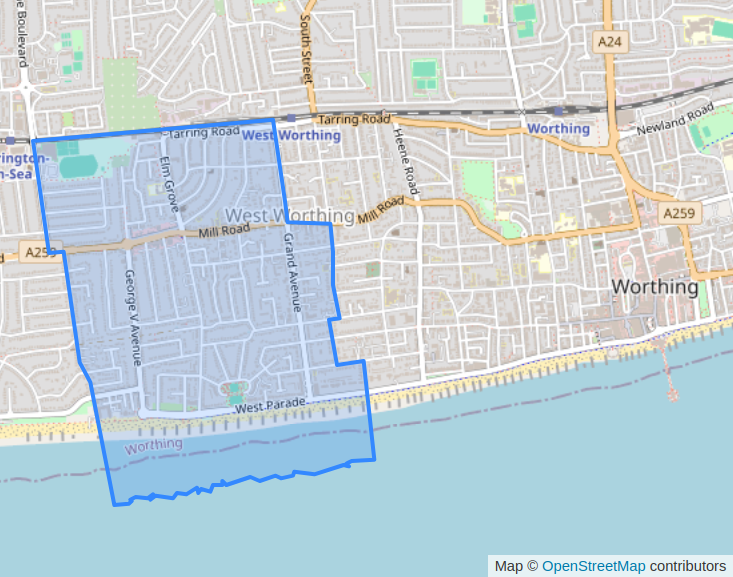 e Boulevard
South Street
A24
Tarring Road
West Worthing
Tarring Road
Worthing
Newland Road
rrington-
n-Sea
Elm Grove
Heene Road
West Worthing
Mill Road
Mill Road
A259
A259
d
Grand Avenue
George V Avenue
Worthing
West Parade
Worthing
Map © OpenStreetMap contributors